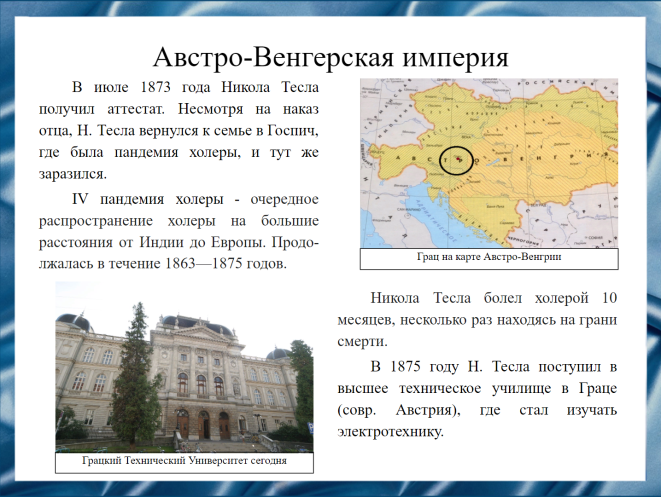 Австро-Венгерская империя
В июле 1873 года Никола Тесла
получил аттестат. Несмотря на наказ
отца, Н. Тесла вернулся к семье в Госпич,
где была пандемия холеры, и тут же
заразился.
IV пандемия холеры - очередное
распространение холеры на большие
расстояния от Индии до Европы. Продо-
лжалась в течение 1863—1875 годов.
Грацкий Технический Университет сегодня
АВСТРО-ВЕНГРИЯ
Грац на карте Австро-Венгрии
Никола Тесла болел холерой 10
месяцев, несколько раз находясь на грани
смерти.
В 1875 году Н. Тесла поступил в
высшее техническое училище в Граце
(совр. Австрия), где стал изучать
электротехнику.